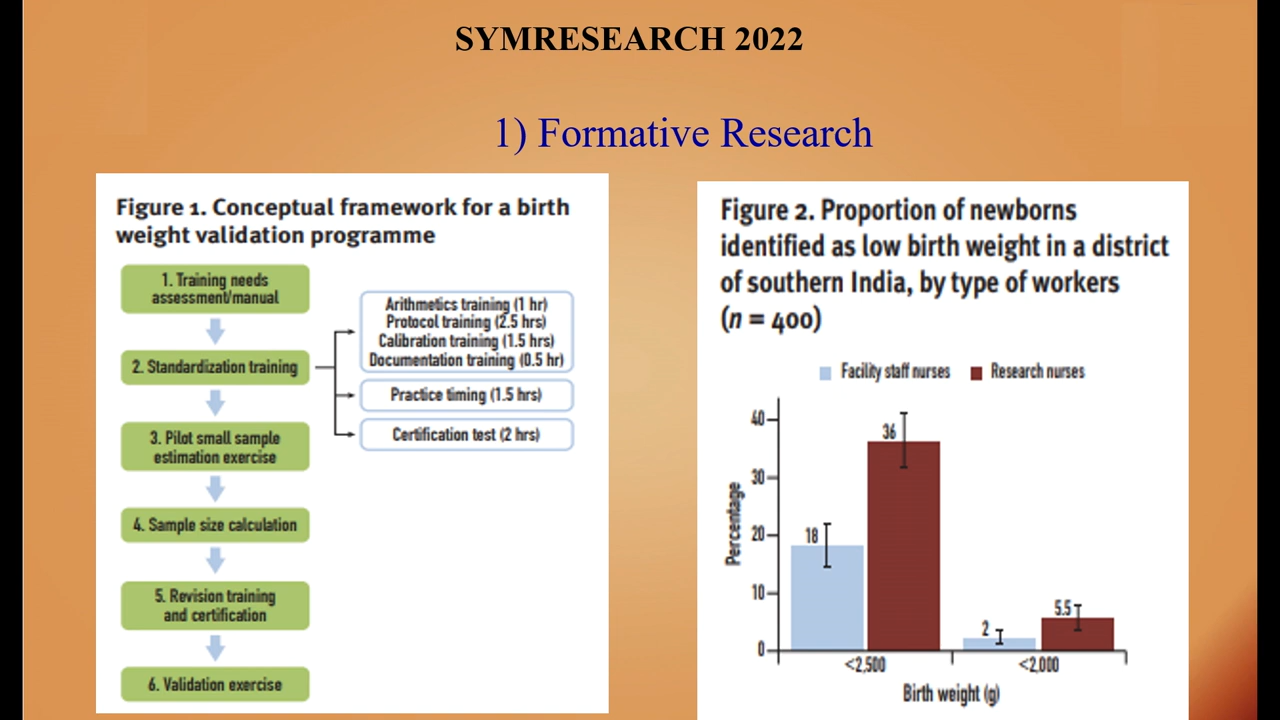 SYMRESEARCH 2022
1) Formative Research
Figure 1. Conceptual framework for a birth
weight validation programme
1. Training needs
assessment/manual
2. Standardization training
3. Pilot small sample
estimation exercise
4. Sample size calculation
5. Revision training
and certification
6. Validation exercise
Arithmetics training (1 hr)
Protocol training (2.5 hrs)
Calibration training (1.5 hrs)
Documentation training (0.5 hr)
Practice timing (1.5 hrs)
Certification test (2 hrs)
Figure 2. Proportion of newborns
identified as low birth weight in a district
of southern India, by type of workers
(n = 400)
Facility staff nurses
Research nurses
Percentage
40
30
20
10
0
18
36
2
5.5
<2,500
<2,000
Birth weight (g)